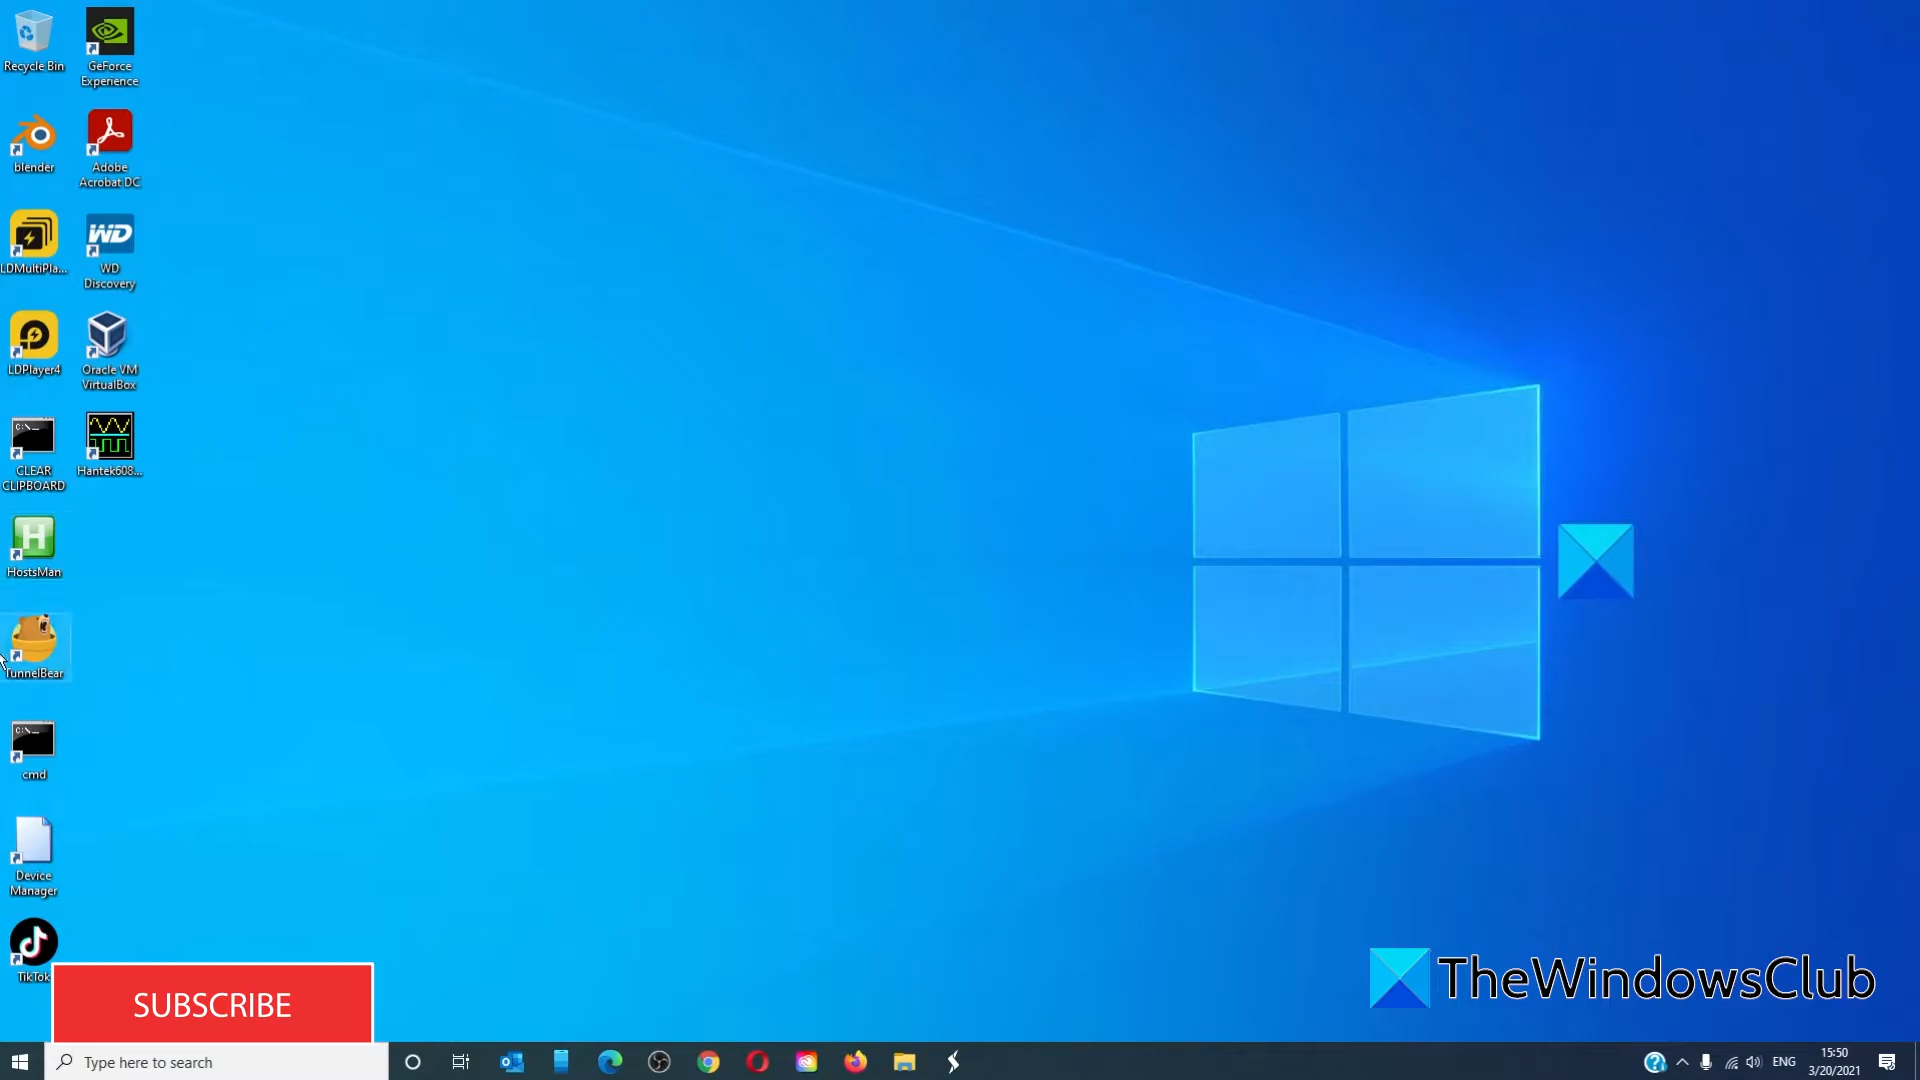 Recycle Bin
GeForce
Experience
blender
Adobe
Acrobat DC
LDMultiPla...
WD
WD
Discovery
LDPlayer4
Oracle VM
VirtualBox
C:\_
CLEAR
CLIPBOARD
Hantek608...
H
HostsMan
TunnelBear
C:\_
cmd
Device
Manager
TikTok
SUBSCRIBE
TheWindowsClub
Type here to search
ENG
15:50
3/20/2021